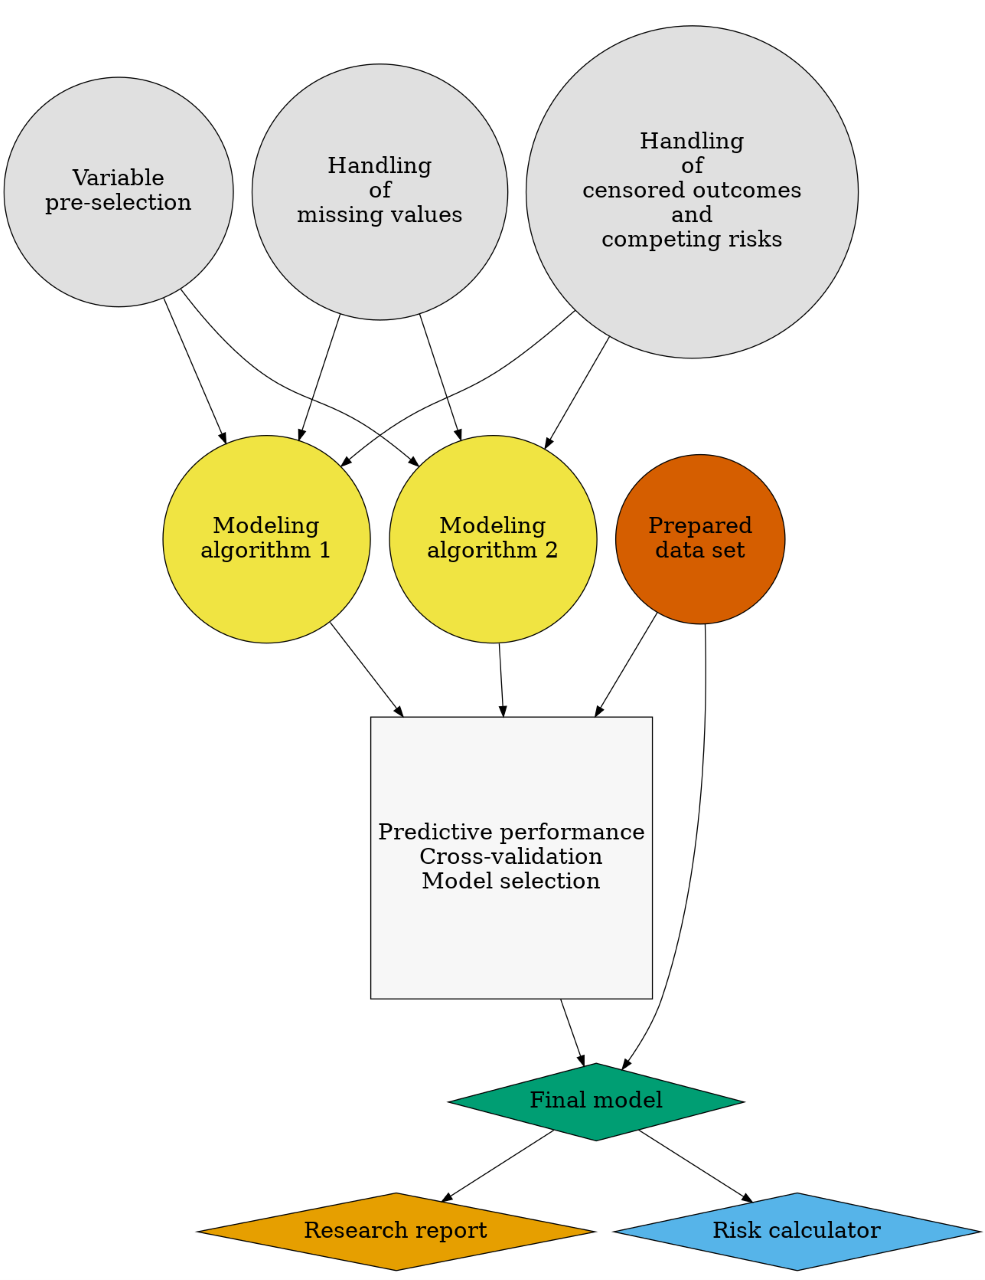 Variable
pre-selection
Handling
of
missing values
Handling
of
censored outcomes
and
competing risks
Modeling
algorithm 1
Modeling
algorithm 2
Prepared
data set
Predictive performance
Cross-validation
Model selection
Final model
Research report
Risk calculator